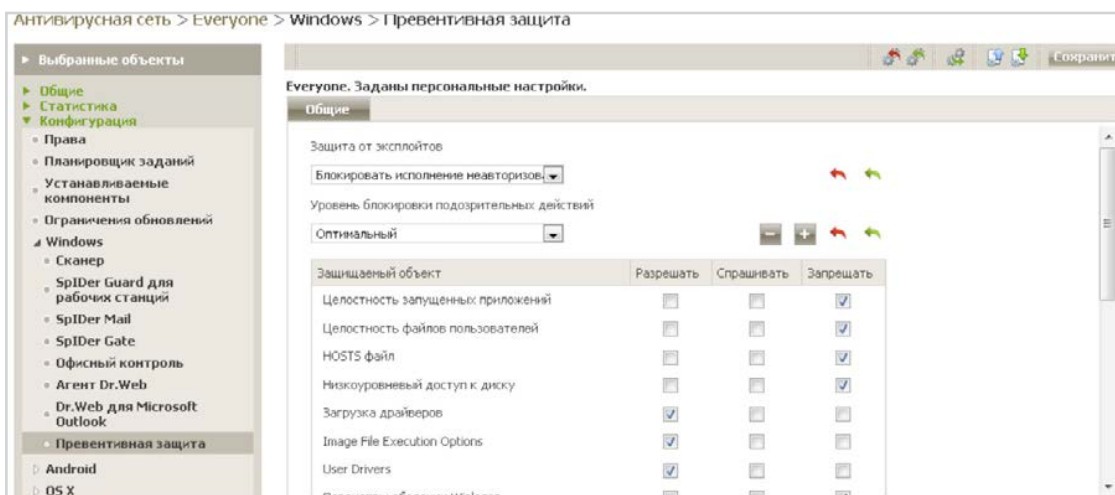 Антивирусная сеть > Everyone > Windows > Превентивная защита
Выбранные объекты
Общие
Статистика
Конфигурация
Права
Планировщик заданий
Устанавливаемые
компоненты
Ограничения обновлений
Windows
Сканер
SpIDer Guard для
рабочих станций
SpIDer Mail
SpIDer Gate
Офисный контроль
Агент Dr.Web
Dr.Web для Microsoft
Outlook
Превентивная защита
Android
OS X
Сохранит
Everyone. Заданы персональные настройки.
Общие
Защита от эксплойтов
Блокировать исполнение неавторизов
Уровень блокировки подозрительных действий
Оптимальный
Защищаемый объект Разрешать Спрашивать Запрещать
Целостность запущенных приложений
Целостность файлов пользователей
HOSTS файл
Низкоуровневый доступ к диску
Загрузка драйверов
Image File Execution Options
User Drivers